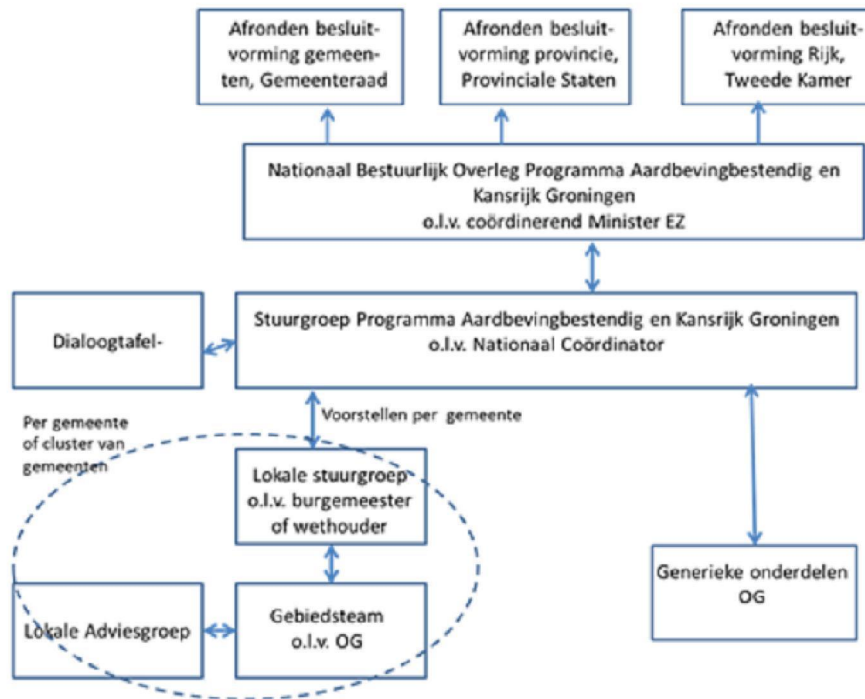 Afronden besluit-
vorming gemeen-
ten, Gemeenteraad
Afronden besluit-
vorming provincie,
Provinciale Staten
Afronden besluit-
vorming Rijk,
Tweede Kamer
Nationaal Bestuurlijk Overleg Programma Aardbevingbestendig en
Kansrijk Groningen
o.l.v. coördinerend Minister EZ
Dialoogtafel-
Stuurgroep Programma Aardbevingbestendig en Kansrijk Groningen
o.l.v. Nationaal Coördinator
Per gemeente
of cluster van
gemeenten
Voorstellen per gemeente
Lokale stuurgroep
o.l.v. burgemeester
of wethouder
Generieke onderdelen
OG
Lokale Adviesgroep
Gebiedsteam
o.l.v. OG